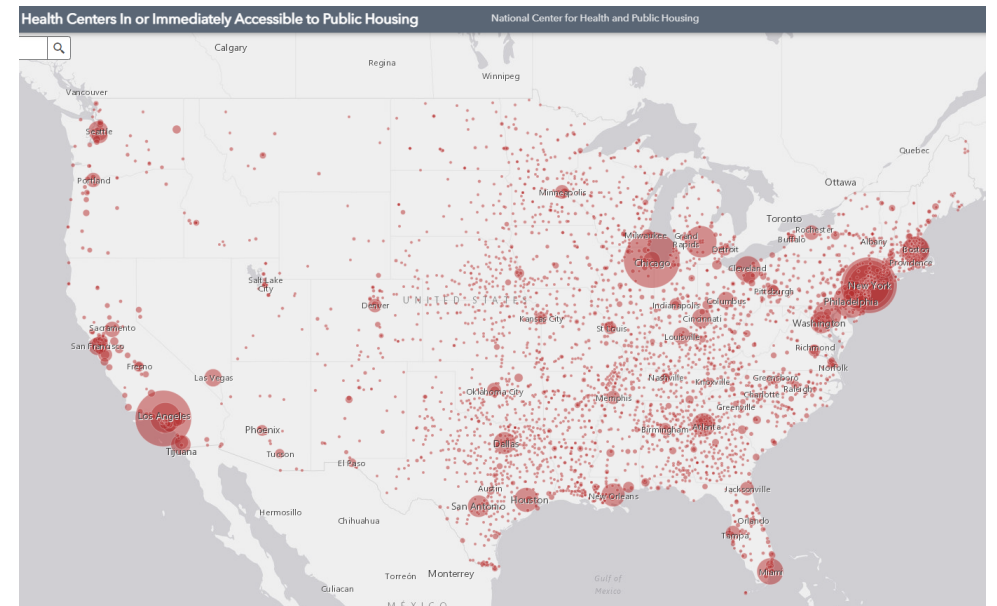 Health Centers In or Immediately Accessible to Public Housing
National Center for Health and Public Housing
Calgary
Regina
Winnipeg
Vancouver
Seattle
Quebec
Portland
Ottawa
Minneapolis
Toronto
Rochester
Buffalo
Albany
Boston
Providence
Milwaukee
Grand
Rapids
Detroit
Chicago
Cleveland
New York
Salt Lake
City
Denver
UNITED STATES
Pittsburgh
Philadelphia
Indianapolis
Columbus
Kansas City
Cincinnati
Washington
Sacramento
St Louis
Louisville
San Francisco
Richmond
Fresno
Norfolk
Las Vegas
Nashville
Knoxville
Greensboro
Raleigh
Oklahoma City
Memphis
Charlotte
Greenville
Los Angeles
Phoenix
Birmingham
Atlanta
Tijuana
Tucson
El Paso
Dallas
Austin
Jacksonville
San Antonio
Houston
New Orleans
Hermosillo
Chihuahua
Orlando
Tampa
Miami
Torreón
Monterrey
Gulf of
Mexico
Culiacan
MÉXICO